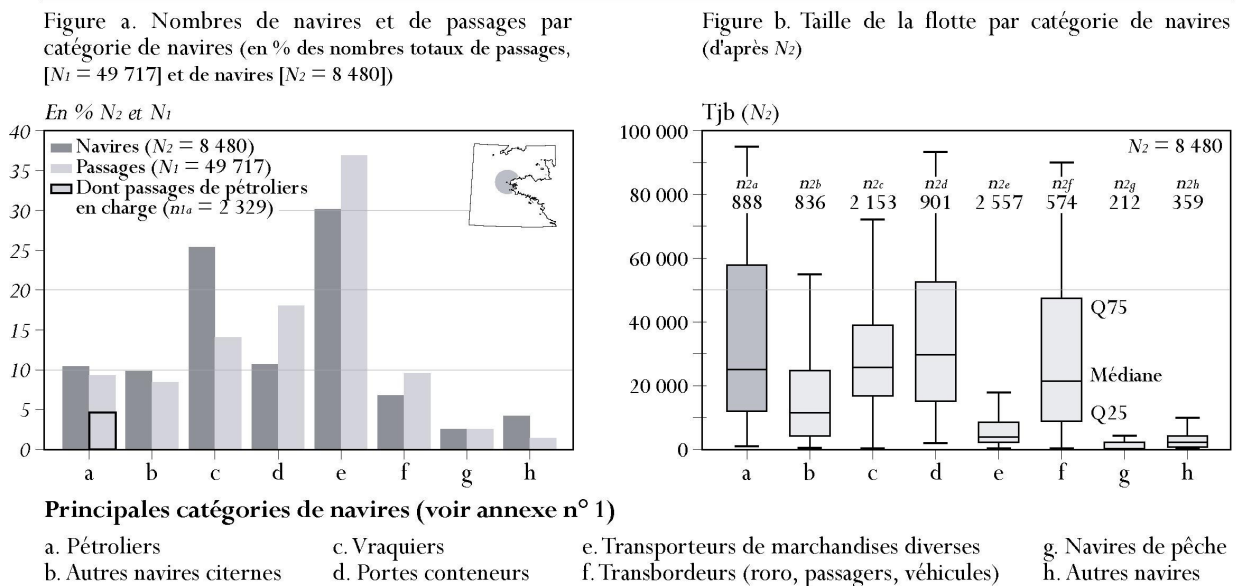 Figure a. Nombres de navires et de passages par
catégorie de navires (en % des nombres totaux de passages,
[N1 = 49 717] et de navires [N2 = 8 480])
En % N2 et N1
40
35
30
25
20
15
10
5
0
Navires (N2 = 8 480)
Passages (N1 = 49 717)
Dont passages de pétroliers
en charge (n1a = 2 329)
a b c d e f g h
Figure b. Taille de la flotte par catégorie de navires
(d'après N2)
Tjb (N2)
100 000
80 000
60 000
40 000
20 000
0
N2 = 8 480
n2a n2b n2c n2d n2e n2f n2g n2h
888 836 2 153 901 2 557 574 212 359
Q75
Médiane
Q25
a b c d e f g h
Principales catégories de navires (voir annexe n° 1)
a. Pétroliers
b. Autres navires citernes
c. Vraquiers
d. Portes conteneurs
e. Transporteurs de marchandises diverses
f. Transbordeurs (roro, passagers, véhicules)
g. Navires de pêche
h. Autres navires